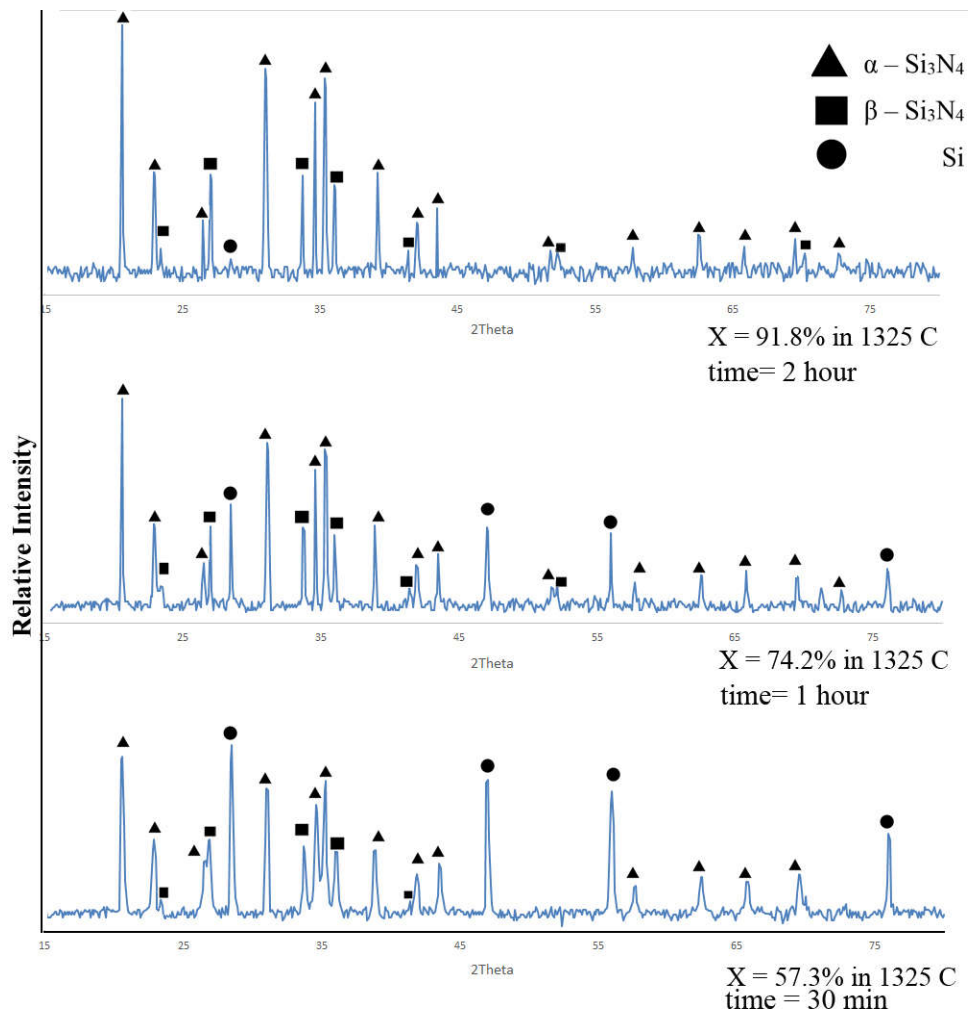 α – Si₃N₄
β – Si₃N₄
Si
15 25 35 45 55 65 75
2Theta
X = 91.8% in 1325 C
time= 2 hour
Relative Intensity
15 25 35 45 55 65 75
2Theta
X = 74.2% in 1325 C
time= 1 hour
15 25 35 45 55 65 75
2Theta
X = 57.3% in 1325 C
time = 30 min